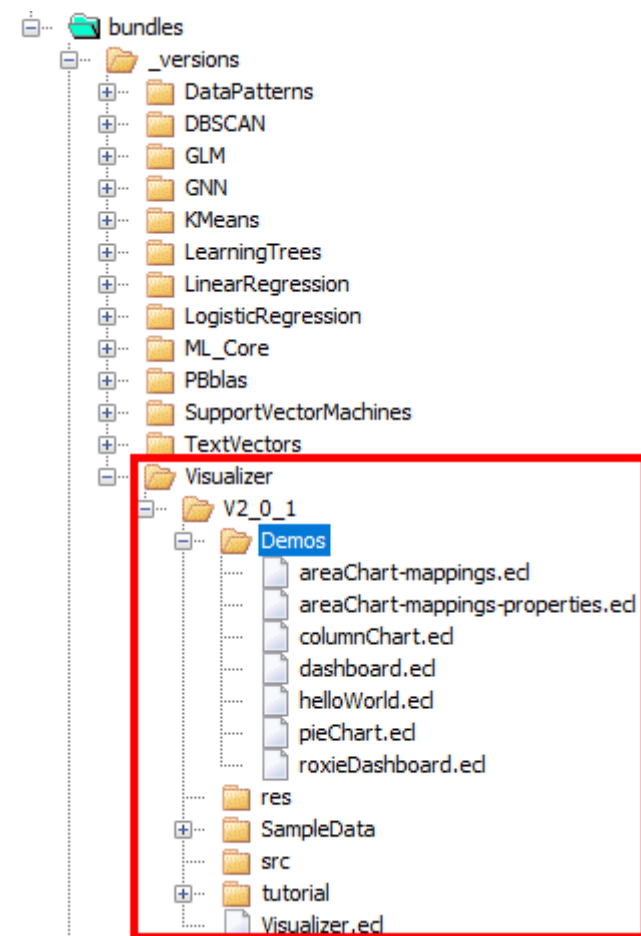 bundles
_versions
DataPatterns
DBSCAN
GLM
GNN
KMeans
LearningTrees
LinearRegression
LogisticRegression
ML_Core
PBblas
SupportVectorMachines
TextVectors
Visualizer
V2_0_1
Demos
areaChart-mappings.ecl
areaChart-mappings-properties.ecl
columnChart.ecl
dashboard.ecl
helloWorld.ecl
pieChart.ecl
roxieDashboard.ecl
res
SampleData
src
tutorial
Visualizer.ecl